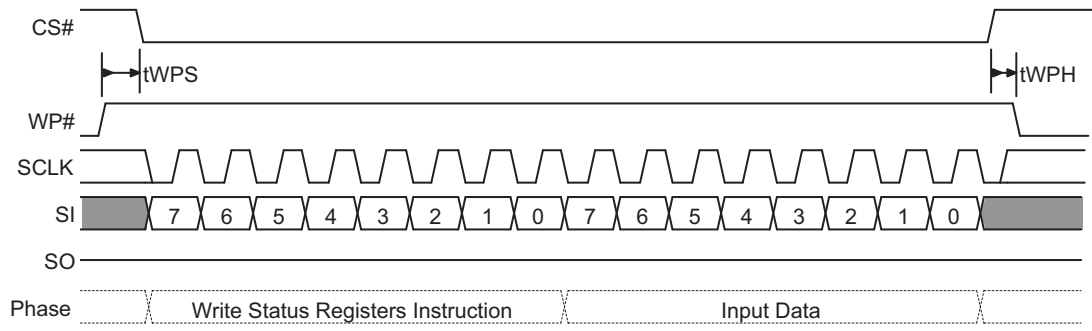 CS#
tWPS
tWPH
WP#
SCLK
SI 7 6 5 4 3 2 1 0 7 6 5 4 3 2 1 0
SO
Phase Write Status Registers Instruction Input Data